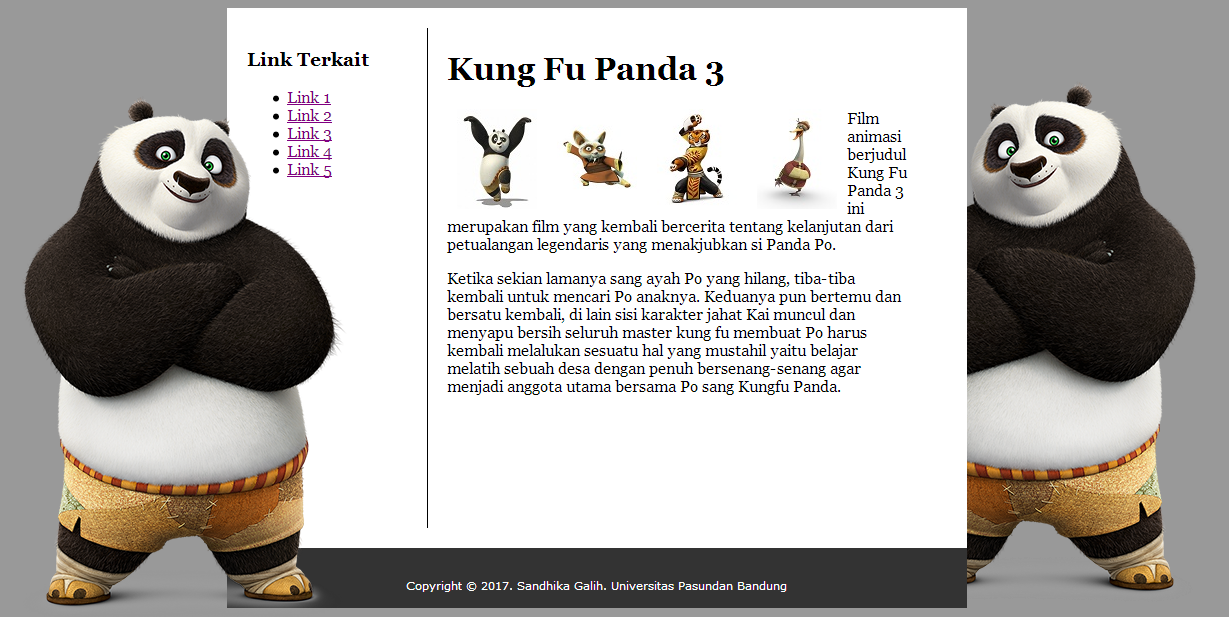 Link Terkait
Link 1
Link 2
Link 3
Link 4
Link 5
Kung Fu Panda 3
Film
animasi
berjudul
Kung Fu
Panda 3
ini
merupakan film yang kembali bercerita tentang kelanjutan dari
petualangan legendaris yang menakjubkan si Panda Po.
Ketika sekian lamanya sang ayah Po yang hilang, tiba-tiba
kembali untuk mencari Po anaknya. Keduanya pun bertemu dan
bersatu kembali, di lain sisi karakter jahat Kai muncul dan
menyapu bersih seluruh master kung fu membuat Po harus
kembali melalukan sesuatu hal yang mustahil yaitu belajar
melatih sebuah desa dengan penuh bersenang-senang agar
menjadi anggota utama bersama Po sang Kungfu Panda.
Copyright © 2017. Sandhika Galih. Universitas Pasundan Bandung